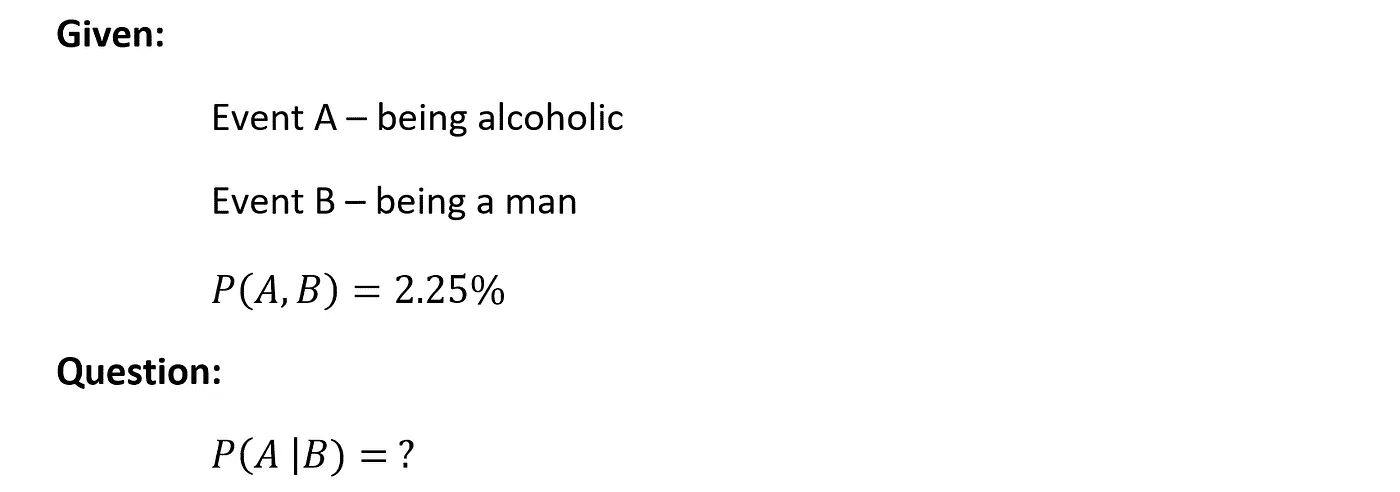 Given:
Event A – being alcoholic
Event B – being a man
P(A, B) = 2.25%
Question:
P(A |B) = ?